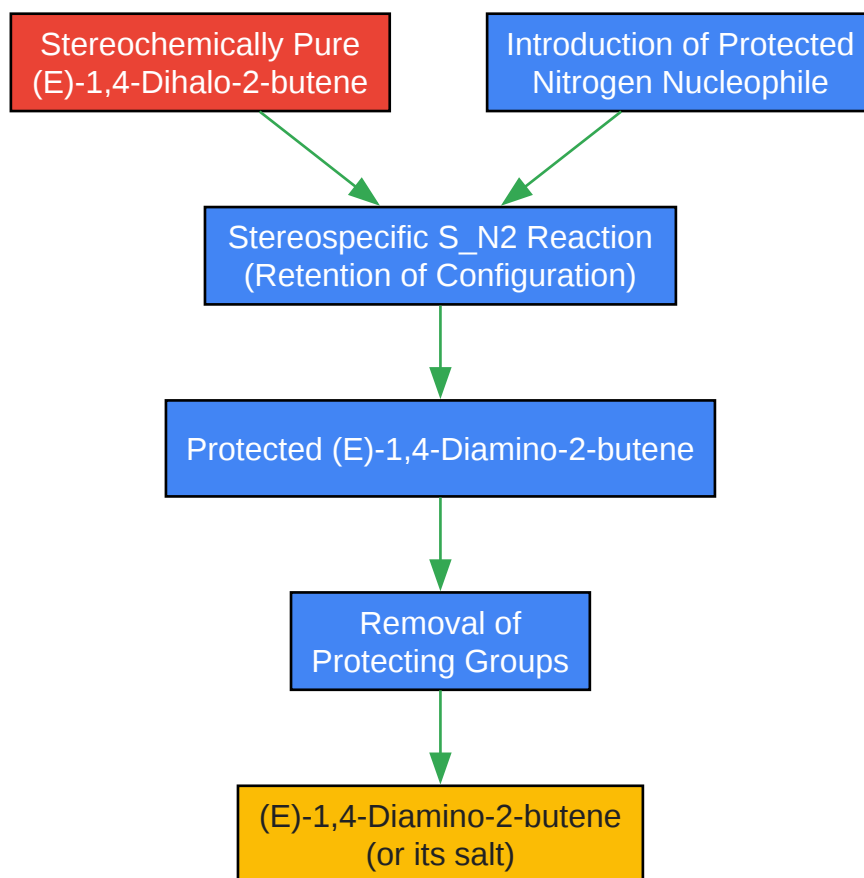 Stereochemically Pure
(E)-1,4-Dihalo-2-butene
Introduction of Protected
Nitrogen Nucleophile
Stereospecific S_N2 Reaction
(Retention of Configuration)
Protected (E)-1,4-Diamino-2-butene
Removal of
Protecting Groups
(E)-1,4-Diamino-2-butene
(or its salt)